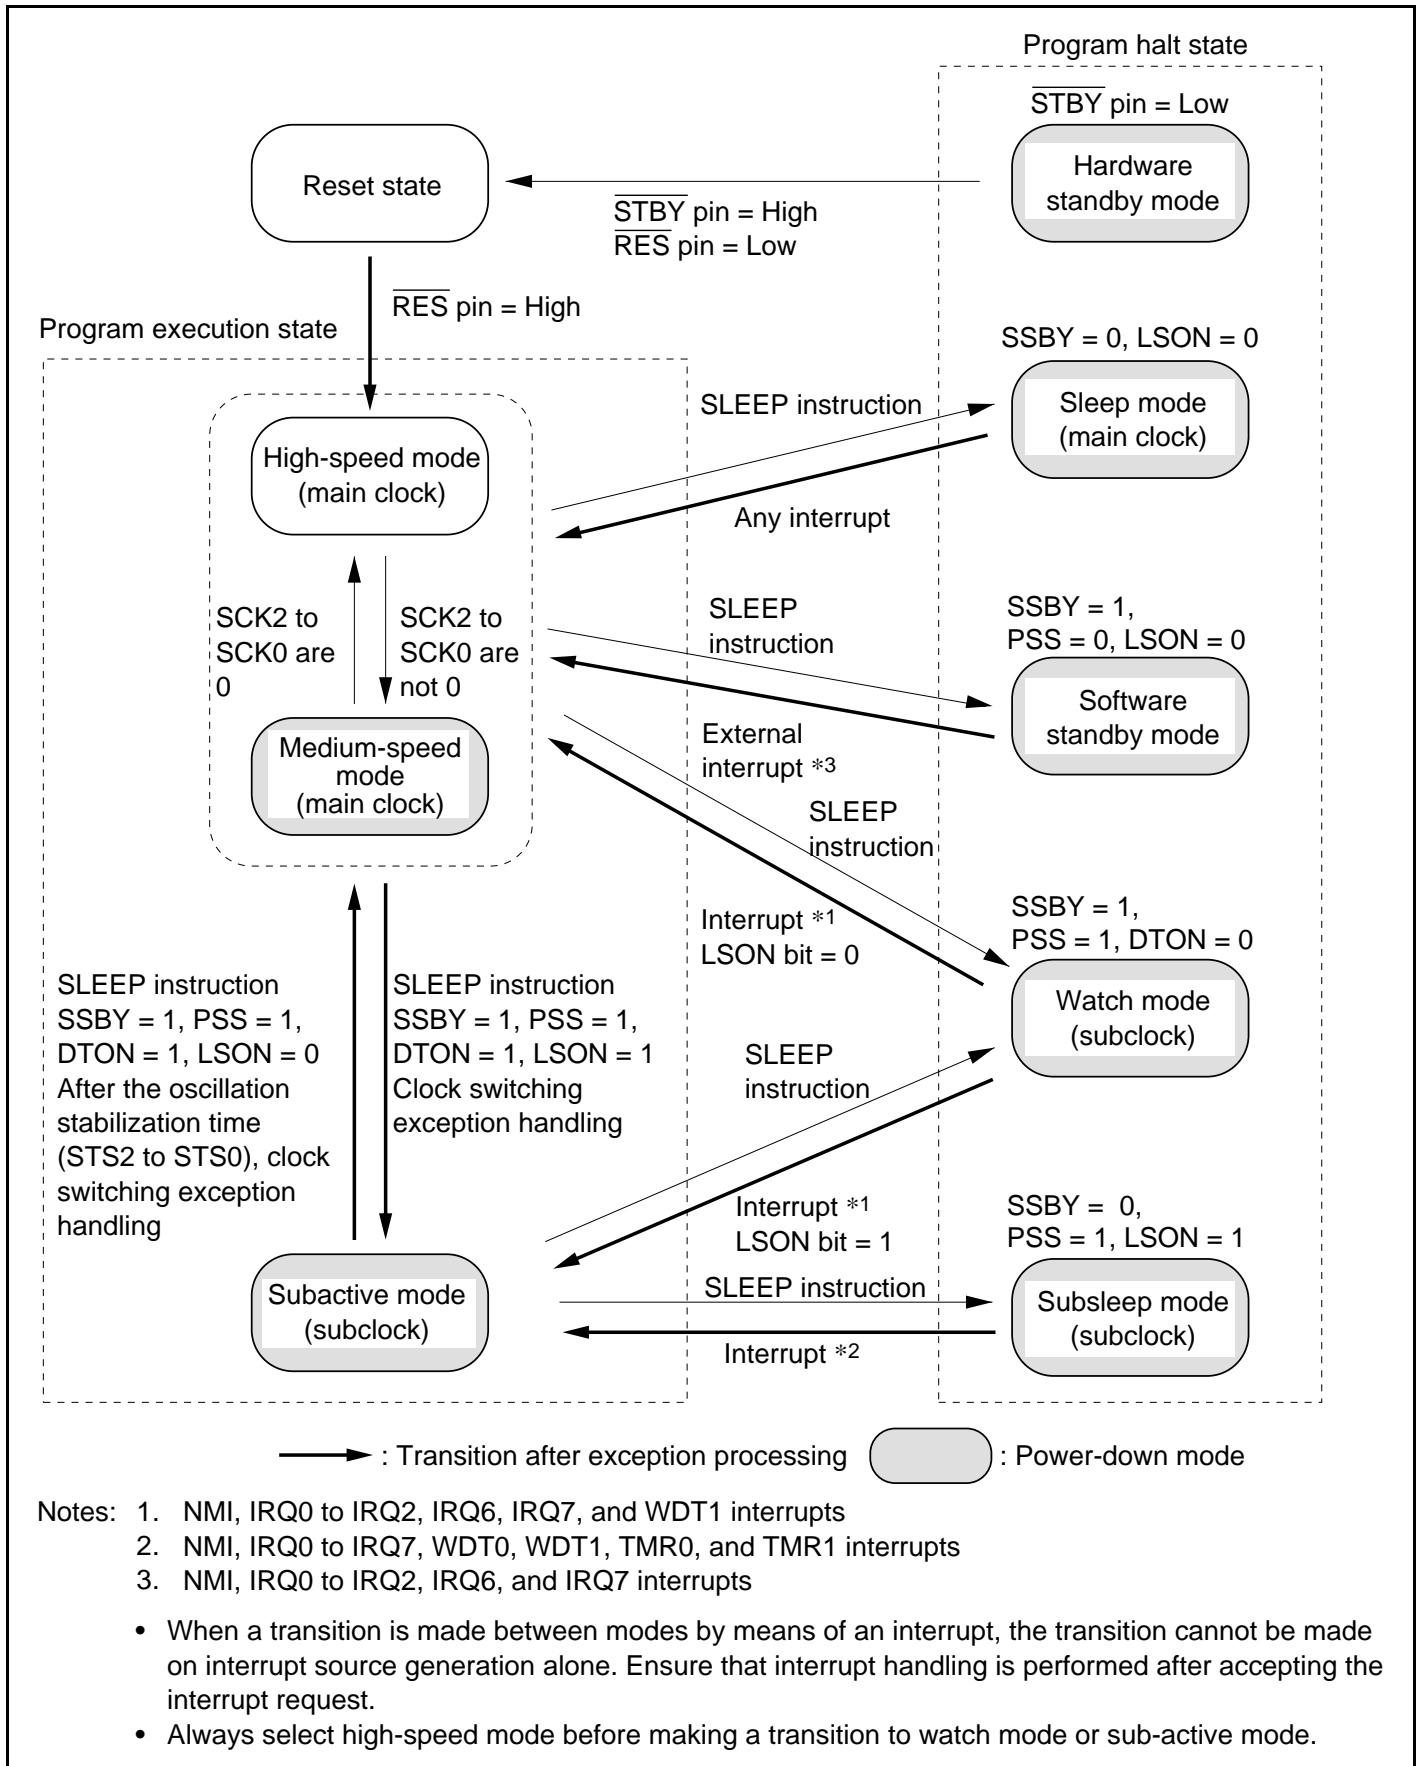 Program halt state
STBY pin = Low
Hardware
standby mode
Reset state
STBY pin = High
RES pin = Low
RES pin = High
Program execution state
SSBY = 0, LSON = 0
Sleep mode
(main clock)
SLEEP instruction
Any interrupt
High-speed mode
(main clock)
SCK2 to
SCK0 are
0
SCK2 to
SCK0 are
not 0
SLEEP
instruction
SSBY = 1,
PSS = 0, LSON = 0
Software
standby mode
External
interrupt *3
Medium-speed
mode
(main clock)
SLEEP
instruction
Interrupt *1
LSON bit = 0
SSBY = 1,
PSS = 1, DTON = 0
Watch mode
(subclock)
SLEEP instruction
SSBY = 1, PSS = 1,
DTON = 1, LSON = 0
After the oscillation
stabilization time
(STS2 to STS0), clock
switching exception
handling
SLEEP instruction
SSBY = 1, PSS = 1,
DTON = 1, LSON = 1
Clock switching
exception handling
SLEEP
instruction
Interrupt *1
LSON bit = 1
SSBY = 0,
PSS = 1, LSON = 1
Subactive mode
(subclock)
SLEEP instruction
Interrupt *2
Subsleep mode
(subclock)
: Transition after exception processing
: Power-down mode
Notes: 1. NMI, IRQ0 to IRQ2, IRQ6, IRQ7, and WDT1 interrupts
2. NMI, IRQ0 to IRQ7, WDT0, WDT1, TMR0, and TMR1 interrupts
3. NMI, IRQ0 to IRQ2, IRQ6, and IRQ7 interrupts
• When a transition is made between modes by means of an interrupt, the transition cannot be made
on interrupt source generation alone. Ensure that interrupt handling is performed after accepting the
interrupt request.
• Always select high-speed mode before making a transition to watch mode or sub-active mode.